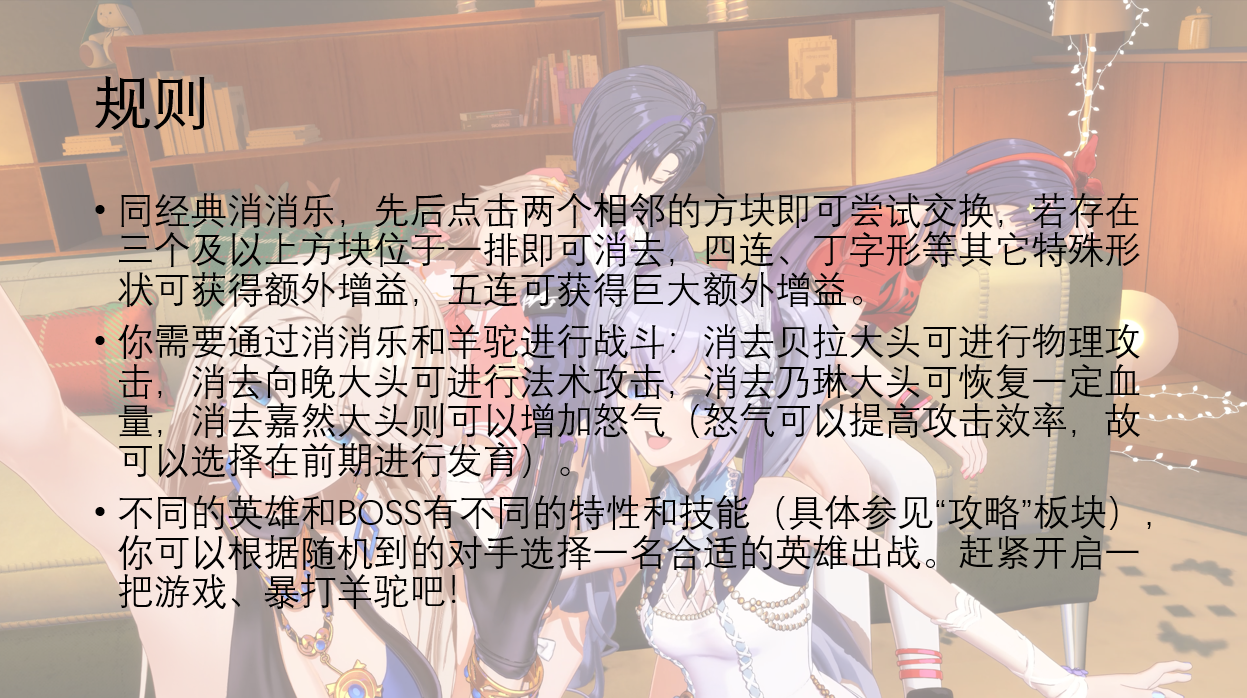 规则
• 同经典消消乐，先后点击两个相邻的方块即可尝试交换，若存在
三个及以上方块位于一排即可消去，四连、丁字形等其它特殊形
状可获得额外增益，五连可获得巨大额外增益。
• 你需要通过消消乐和羊驼进行战斗：消去贝拉大头可进行物理攻
击，消去向晚大头可进行法术攻击，消去乃琳大头可恢复一定血
量，消去嘉然大头则可以增加怒气（怒气可以提高攻击效率，故
可以选择在前期进行发育）。
• 不同的英雄和BOSS有不同的特性和技能（具体参见“攻略”板块），
你可以根据随机到的对手选择一名合适的英雄出战。赶紧开启一
把游戏、暴打羊驼吧！